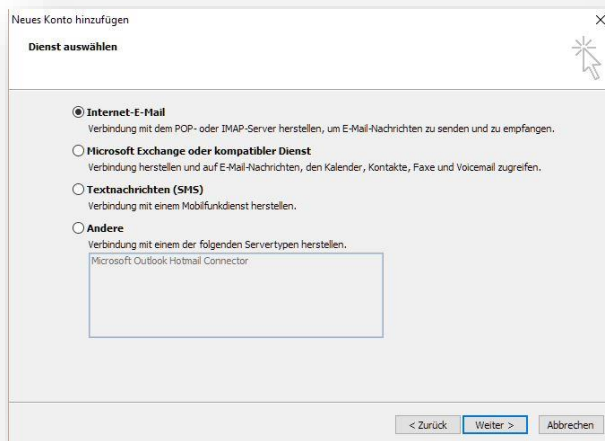 Neues Konto hinzufügen
Dienst auswählen
Internet-E-Mail
Verbindung mit dem POP- oder IMAP-Server herstellen, um E-Mail-Nachrichten zu senden und zu empfangen.
Microsoft Exchange oder kompatibler Dienst
Verbindung herstellen und auf E-Mail-Nachrichten, den Kalender, Kontakte, Faxe und Voicemail zugreifen.
Textnachrichten (SMS)
Verbindung mit einem Mobilfunkdienst herstellen.
Andere
Verbindung mit einem der folgenden Servertypen herstellen.
Microsoft Outlook Hotmail Connector
< Zurück Weiter > Abbrechen